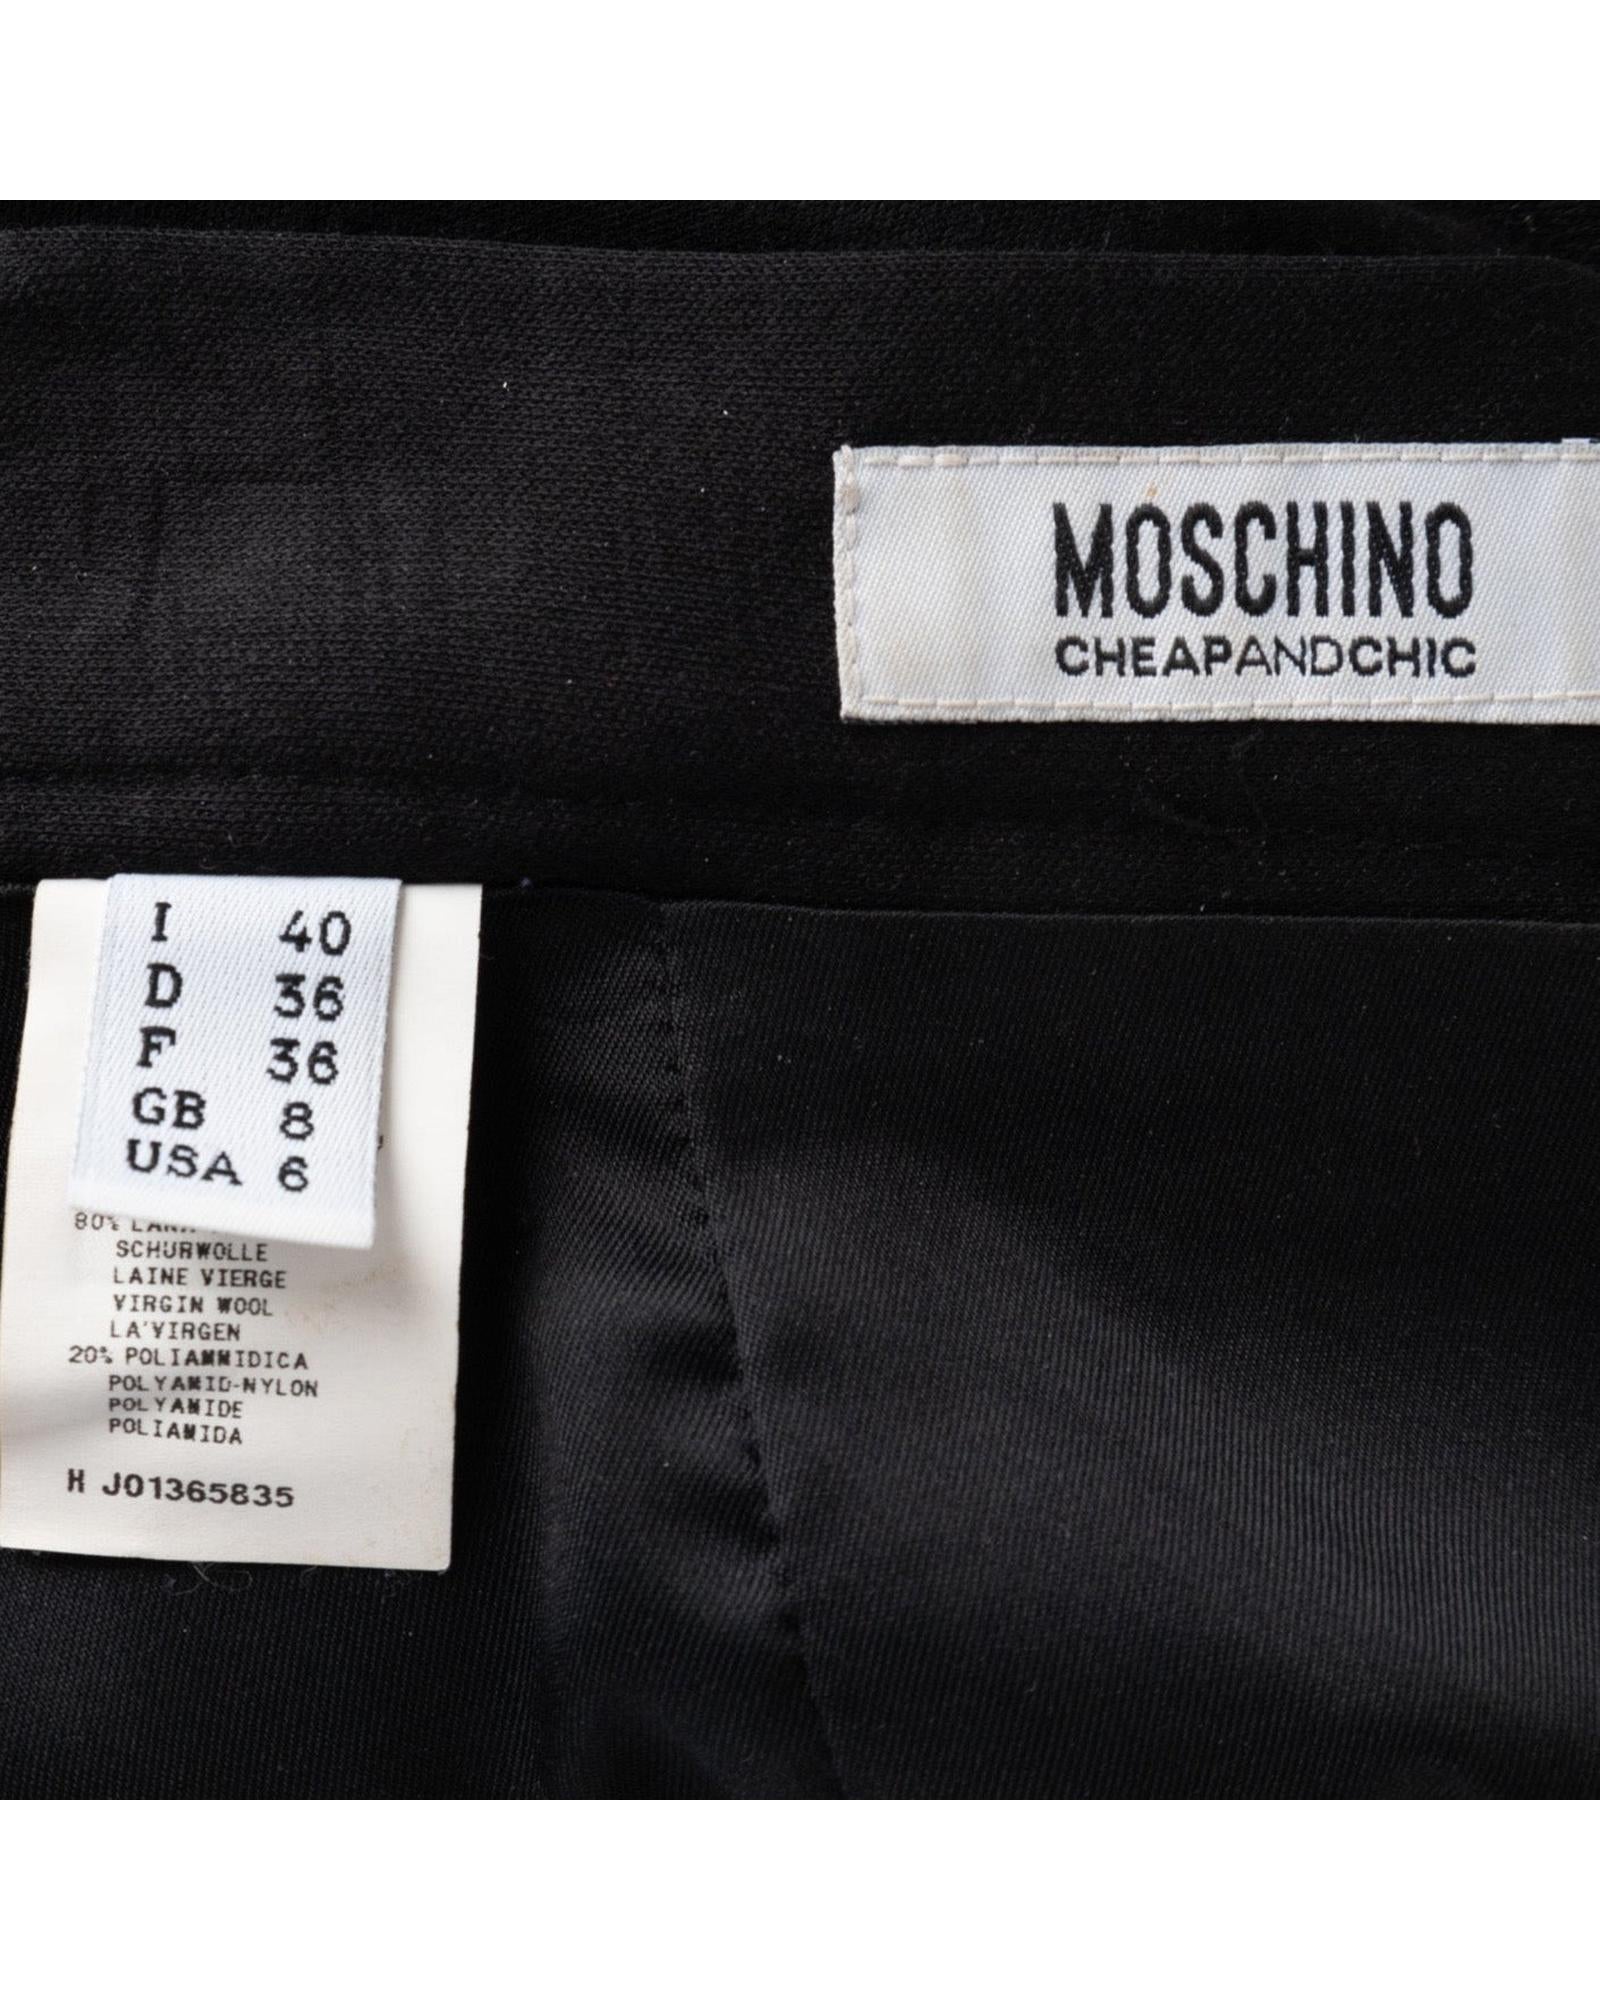 MOSCHINO
CHEAPANDCHIC
I 40
D 36
F 36
GB 8
USA 6
80%
SCHURWOLLE
LAINE VIERGE
VIRGIN WOOL
LA'VIRGEN
20% POLIAMMIDICA
POLYAMID-NYLON
POLYAMIDE
POLIAMIDA
H J01365835